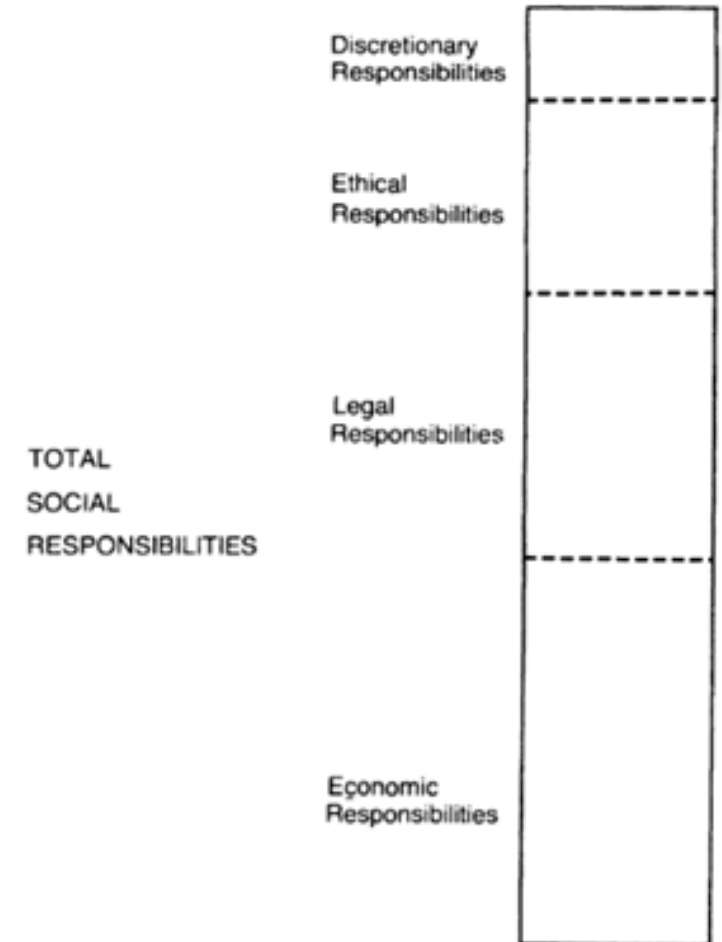 Discretionary
Responsibilities
Ethical
Responsibilities
Legal
Responsibilities
TOTAL
SOCIAL
RESPONSIBILITIES
Economic
Responsibilities